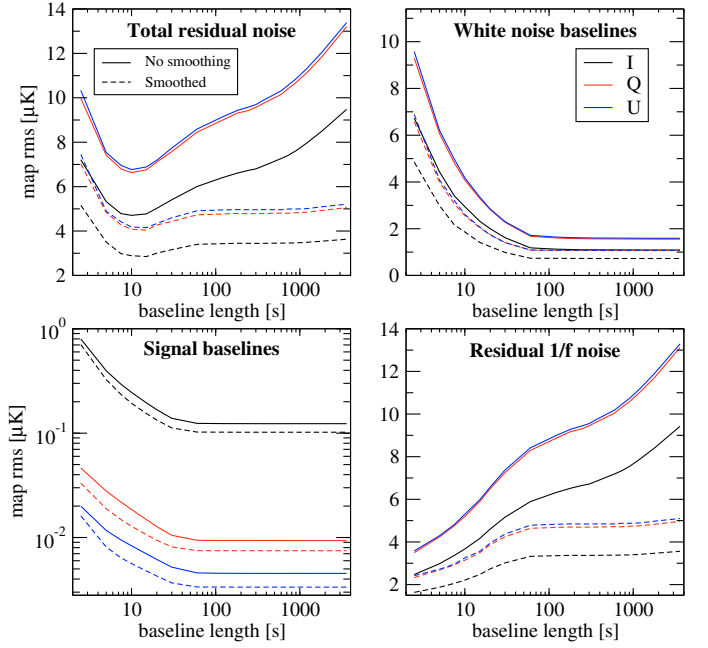 Total residual noise
No smoothing
Smoothed
map rms [μK]
14
12
10
8
6
4
2
10 100 1000
baseline length [s]
White noise baselines
I
Q
U
10
8
6
4
2
0
10 100 1000
baseline length [s]
Signal baselines
map rms [μK]
10^0
10^-1
10^-2
10 100 1000
baseline length [s]
Residual 1/f noise
14
12
10
8
6
4
2
10 100 1000
baseline length [s]